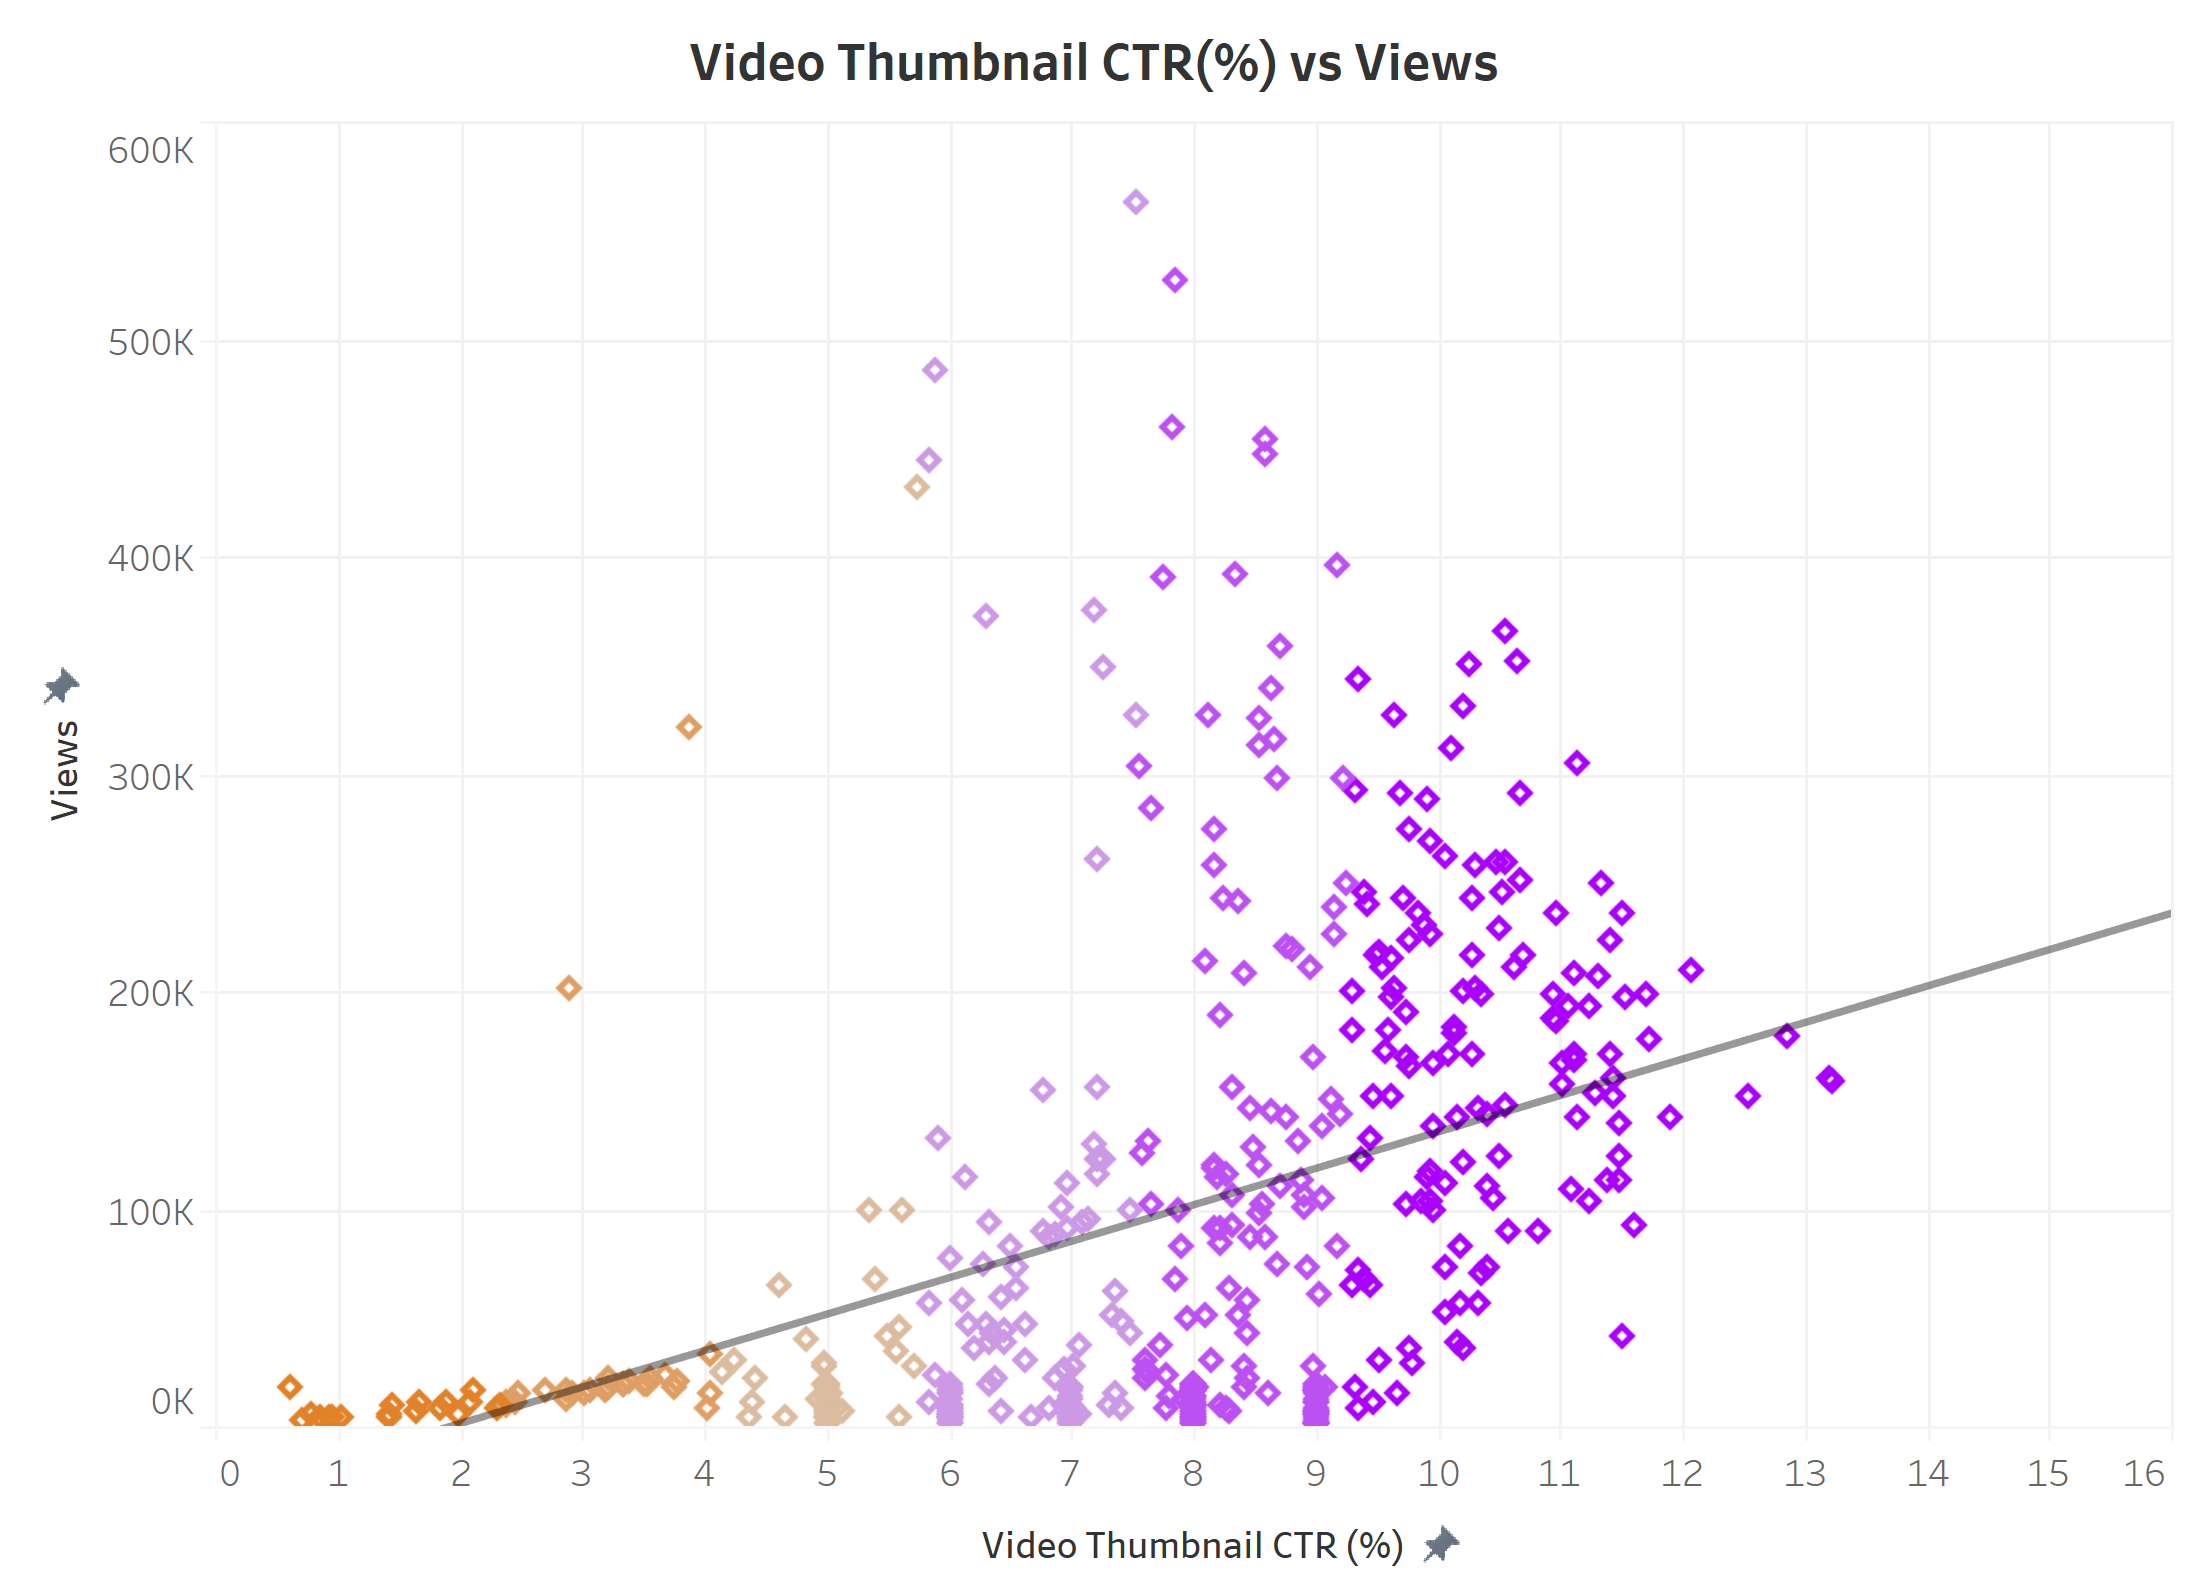 Video Thumbnail CTR(%) vs Views
600K
500K
400K
300K
200K
100K
0K
Views
0 1 2 3 4 5 6 7 8 9 10 11 12 13 14 15 16
Video Thumbnail CTR (%)